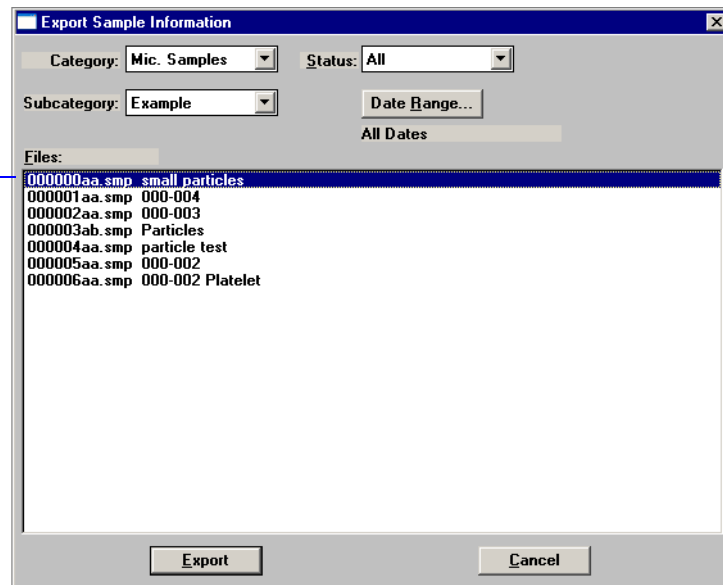 Export Sample Information
Category: Mic. Samples Status: All
Subcategory: Example Date Range...
All Dates
Files:
000000aa.smp small particles
000001aa.smp 000-004
000002aa.smp 000-003
000003ab.smp Particles
000004aa.smp particle test
000005aa.smp 000-002
000006aa.smp 000-002 Platelet
Export Cancel